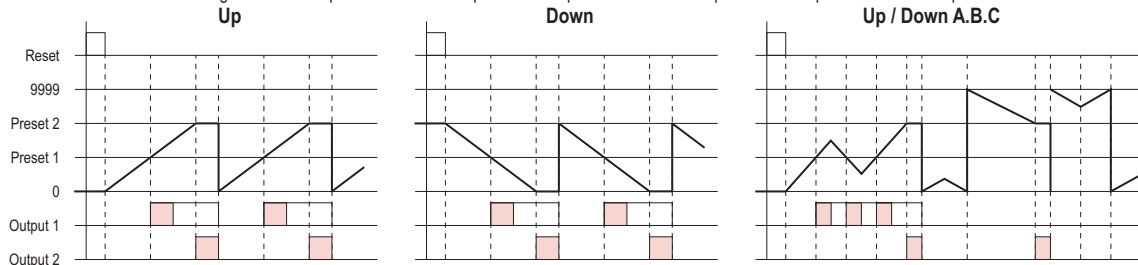 Up
Down
Up / Down A.B.C
Reset
9999
Preset 2
Preset 1
0
Output 1
Output 2